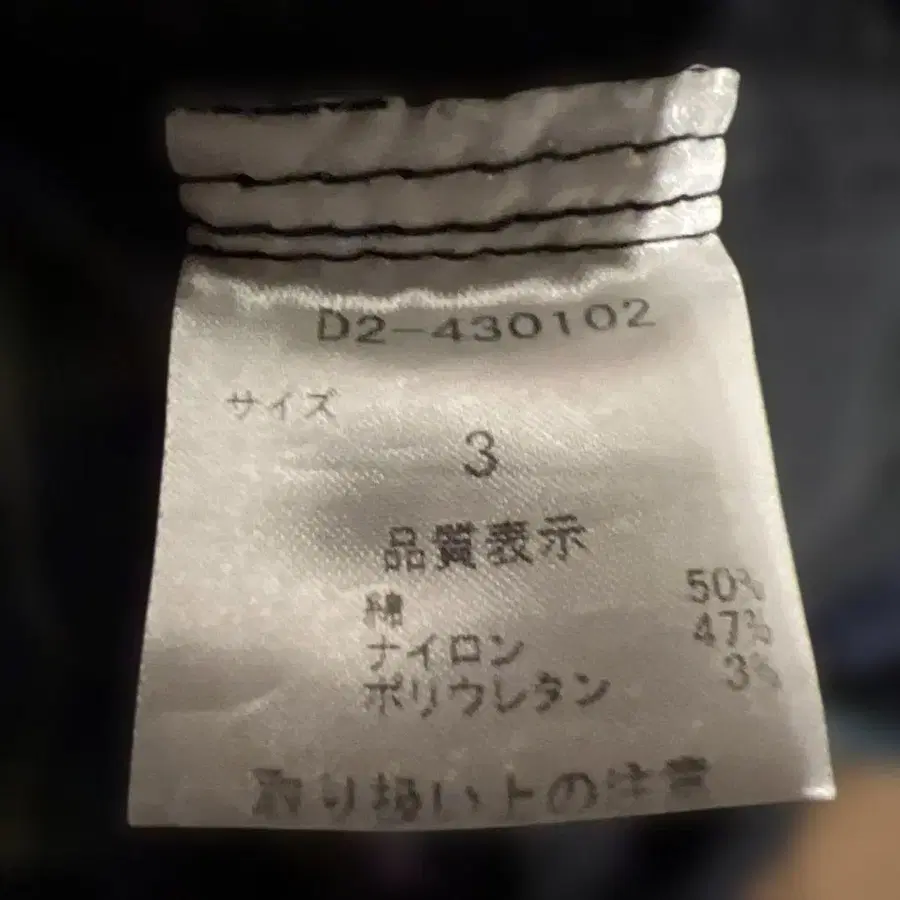 D2-430102
サイズ
3
品質表示
綿 50%
ナイロン 47%
ポリウレタン 3%
取り扱い上の注意